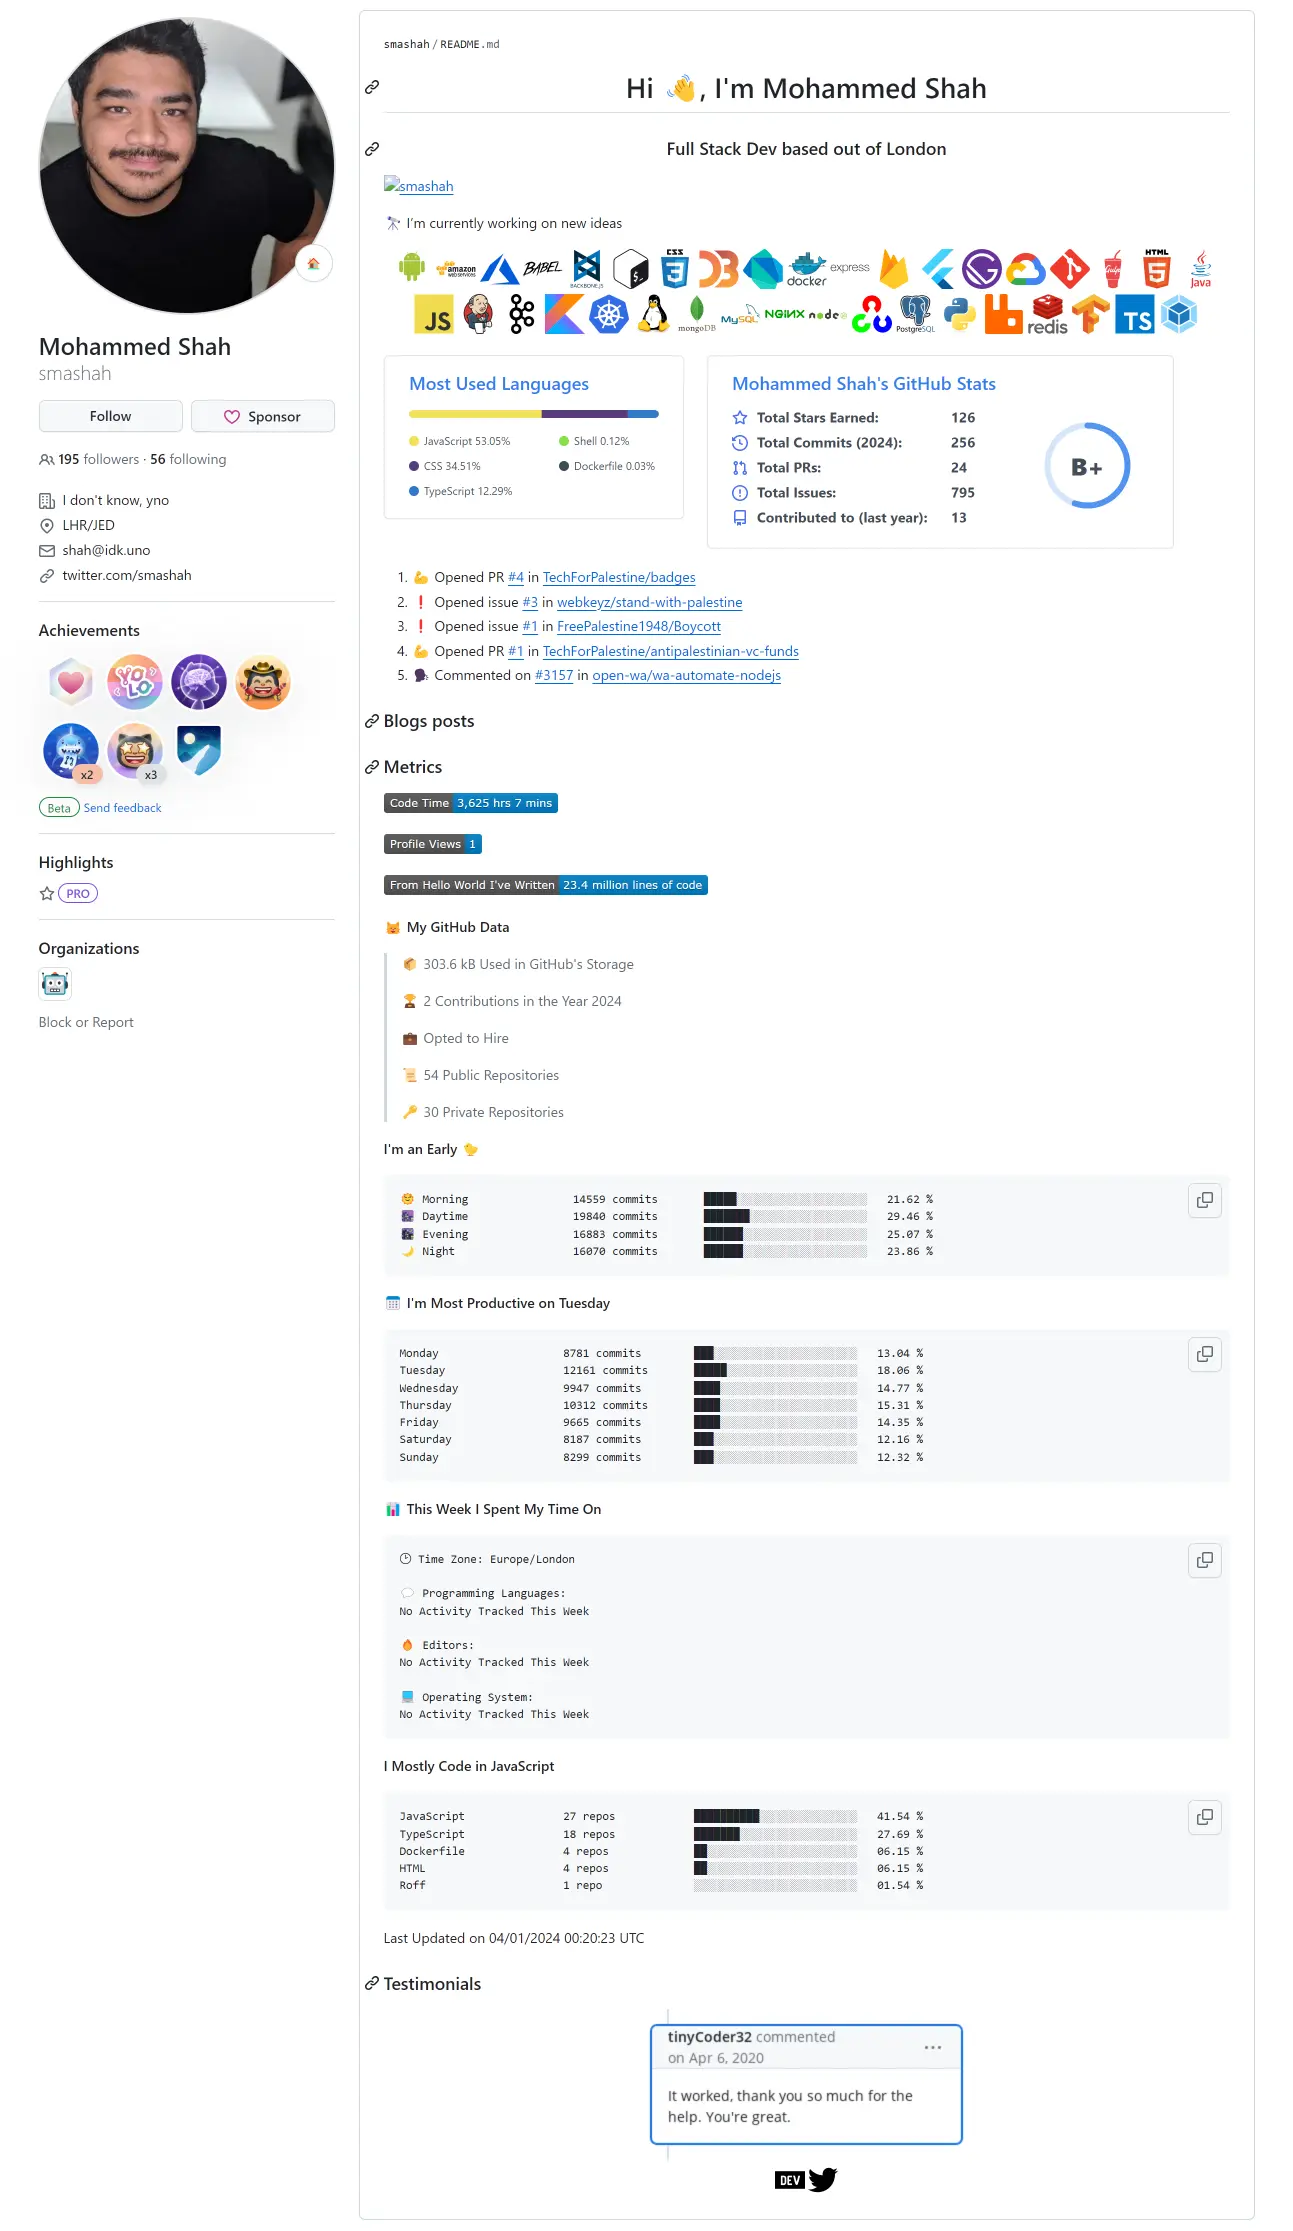 Mohammed Shah
smashah
Follow
Sponsor
195 followers · 56 following
I don't know, yno
LHR/JED
shah@idk.uno
twitter.com/smashah
Achievements
YOLO
x2
x3
Beta Send feedback
Highlights
PRO
Organizations
Block or Report
smashah / README.md
Hi 👋, I'm Mohammed Shah
Full Stack Dev based out of London
smashah
🔭 I'm currently working on new ideas
amazon web services BABEL BACKBONE.JS CSS 3 docker express HTML 5 Java
JS mongoDB MySQL NGINX node PostgreSQL redis TS
Most Used Languages
JavaScript 53.05%
CSS 34.51%
TypeScript 12.29%
Shell 0.12%
Dockerfile 0.03%
Mohammed Shah's GitHub Stats
Total Stars Earned: 126
Total Commits (2024): 256
Total PRs: 24
Total Issues: 795
Contributed to (last year): 13
B+
1. 💪 Opened PR #4 in TechForPalestine/badges
2. ❗ Opened issue #3 in webkeyz/stand-with-palestine
3. ❗ Opened issue #1 in FreePalestine1948/Boycott
4. 💪 Opened PR #1 in TechForPalestine/antipalestinian-vc-funds
5. 🗣 Commented on #3157 in open-wa/wa-automate-nodejs
Blogs posts
Metrics
Code Time 3,625 hrs 7 mins
Profile Views 1
From Hello World I've Written 23.4 million lines of code
🐱 My GitHub Data
📦 303.6 kB Used in GitHub's Storage
🏆 2 Contributions in the Year 2024
💼 Opted to Hire
📜 54 Public Repositories
🔑 30 Private Repositories
I'm an Early 🐤
🌞 Morning 14559 commits 21.62 %
🌆 Daytime 19840 commits 29.46 %
🌃 Evening 16883 commits 25.07 %
🌙 Night 16070 commits 23.86 %
📅 I'm Most Productive on Tuesday
Monday 8781 commits 13.04 %
Tuesday 12161 commits 18.06 %
Wednesday 9947 commits 14.77 %
Thursday 10312 commits 15.31 %
Friday 9665 commits 14.35 %
Saturday 8187 commits 12.16 %
Sunday 8299 commits 12.32 %
📊 This Week I Spent My Time On
🕑 Time Zone: Europe/London
💬 Programming Languages:
No Activity Tracked This Week
🔥 Editors:
No Activity Tracked This Week
💻 Operating System:
No Activity Tracked This Week
I Mostly Code in JavaScript
JavaScript 27 repos 41.54 %
TypeScript 18 repos 27.69 %
Dockerfile 4 repos 06.15 %
HTML 4 repos 06.15 %
Roff 1 repo 01.54 %
Last Updated on 04/01/2024 00:20:23 UTC
Testimonials
tinyCoder32 commented
on Apr 6, 2020
It worked, thank you so much for the
help. You're great.
DEV